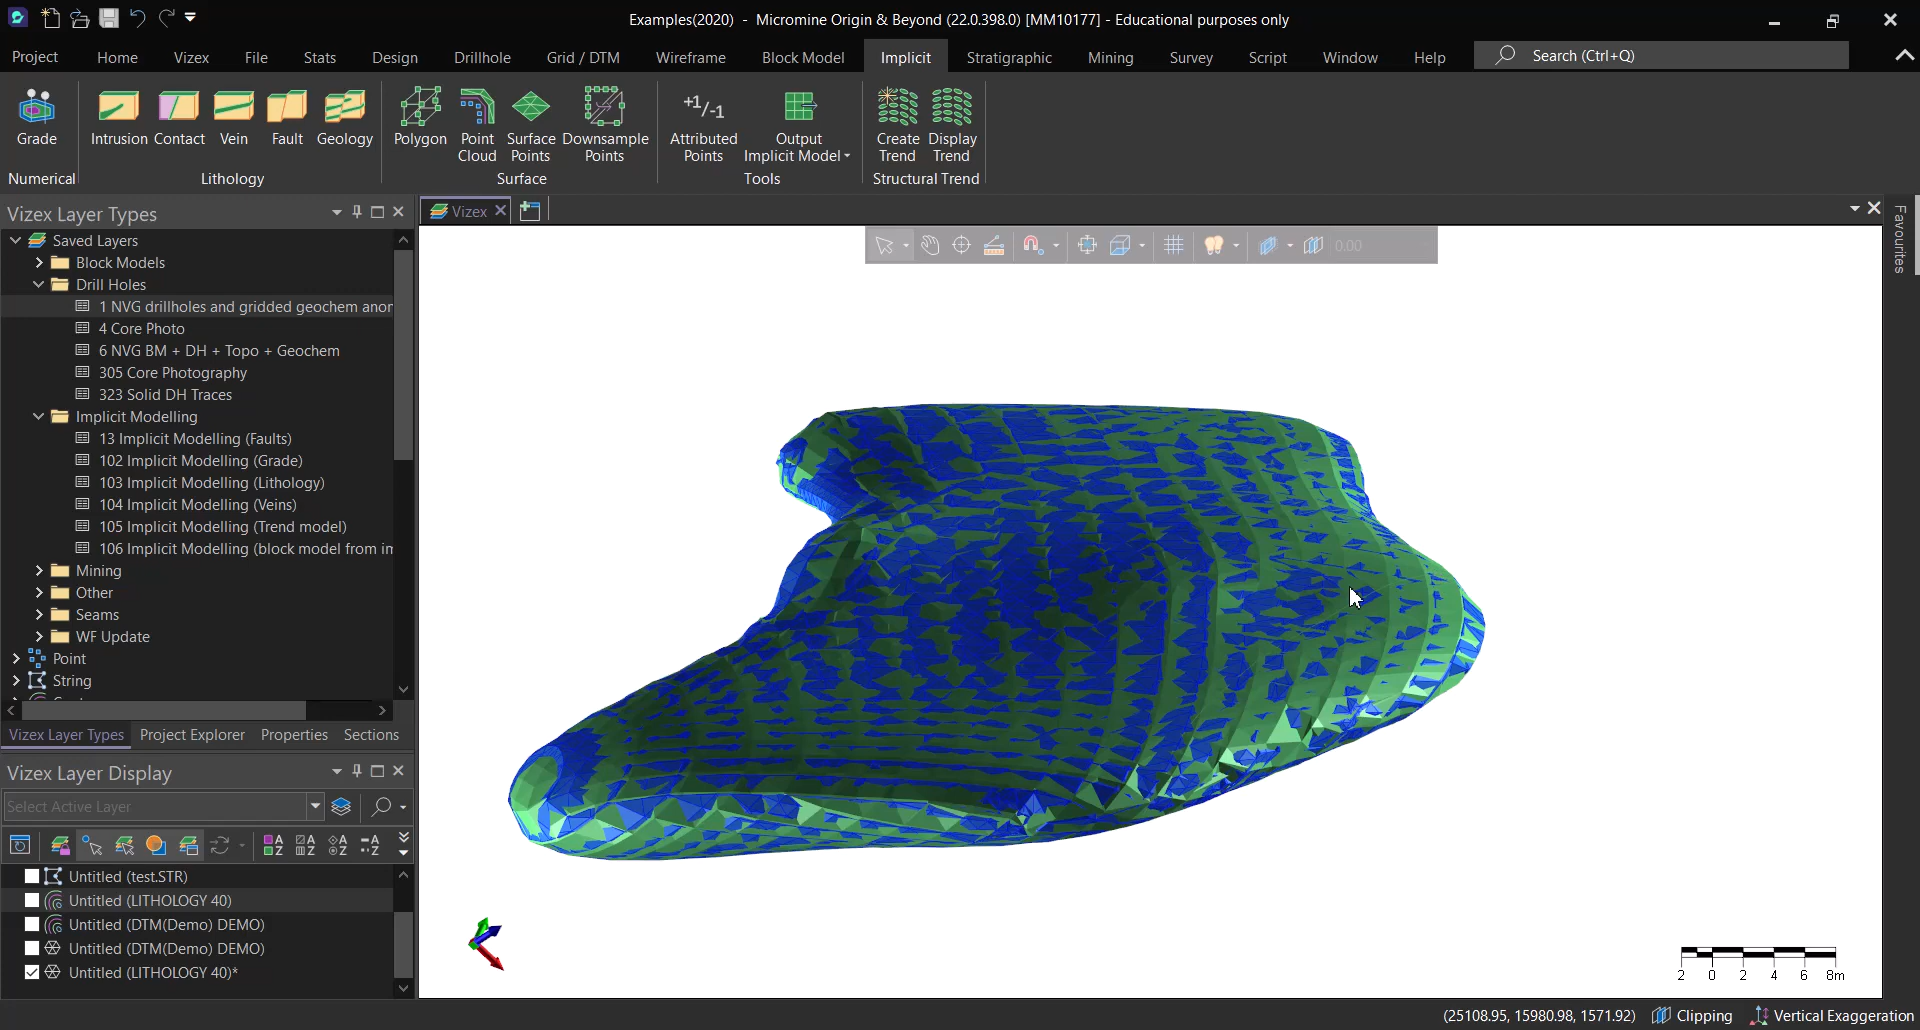 Examples(2020) - Micromine Origin & Beyond (22.0.398.0) [MM10177] - Educational purposes only
Project Home Vizex File Stats Design Drillhole Grid / DTM Wireframe Block Model Implicit Stratigraphic Mining Survey Script Window Help Search (Ctrl+Q)
Grade Intrusion Contact Vein Fault Geology Polygon Point Cloud Surface Points Downsample Points +1/-1 Attributed Points Output Implicit Model Create Trend Display Trend
Numerical Lithology Surface Tools Structural Trend
Vizex Layer Types
Vizex
Favourites
Saved Layers
0.00
Block Models
Drill Holes
1 NVG drillholes and gridded geochem anor
4 Core Photo
6 NVG BM + DH + Topo + Geochem
305 Core Photography
323 Solid DH Traces
Implicit Modelling
13 Implicit Modelling (Faults)
102 Implicit Modelling (Grade)
103 Implicit Modelling (Lithology)
104 Implicit Modelling (Veins)
105 Implicit Modelling (Trend model)
106 Implicit Modelling (block model from in
Mining
Other
Seams
WF Update
Point
String
Vizex Layer Types Project Explorer Properties Sections
Vizex Layer Display
Select Active Layer
Untitled (test.STR)
Untitled (LITHOLOGY 40)
Untitled (DTM(Demo) DEMO)
Untitled (DTM(Demo) DEMO)
Untitled (LITHOLOGY 40)*
2 0 2 4 6 8m
(25108.95, 15980.98, 1571.92) Clipping Vertical Exaggeration